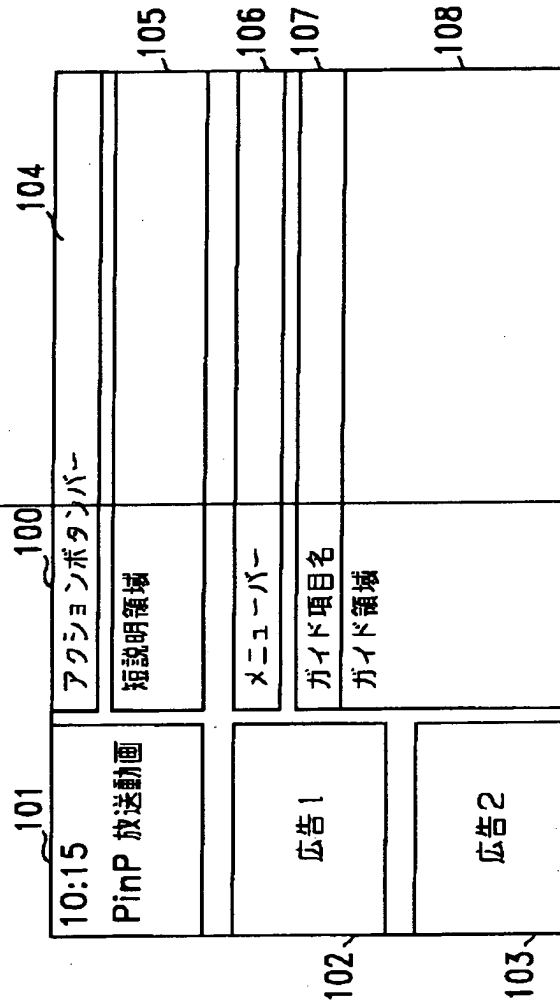 100
101
104
10:15
PinP 放送動画
アクションボタンバー
短説明領域
105
広告1
メニューバー
106
ガイド項目名
107
ガイド領域
108
広告2
102
103